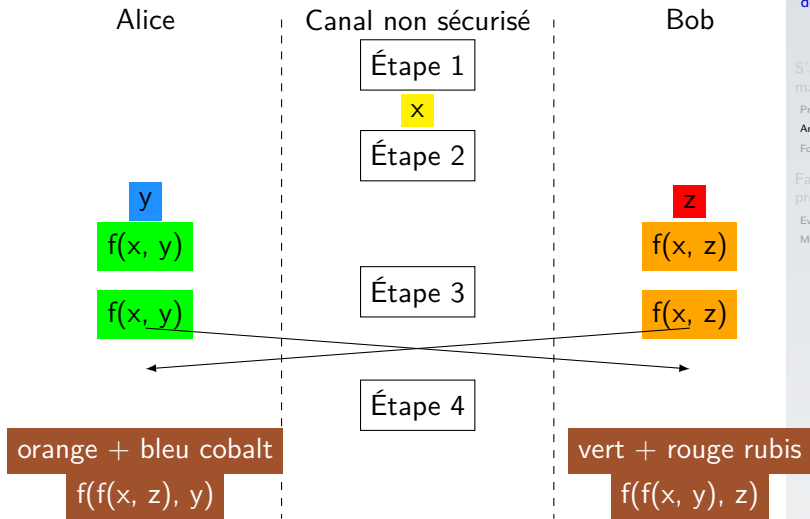 Alice Canal non sécurisé Bob
Étape 1
x
Étape 2
y z
f(x, y) f(x, z)
Étape 3
f(x, y) f(x, z)
Étape 4
orange + bleu cobalt vert + rouge rubis
f(f(x, z), y) f(f(x, y), z)